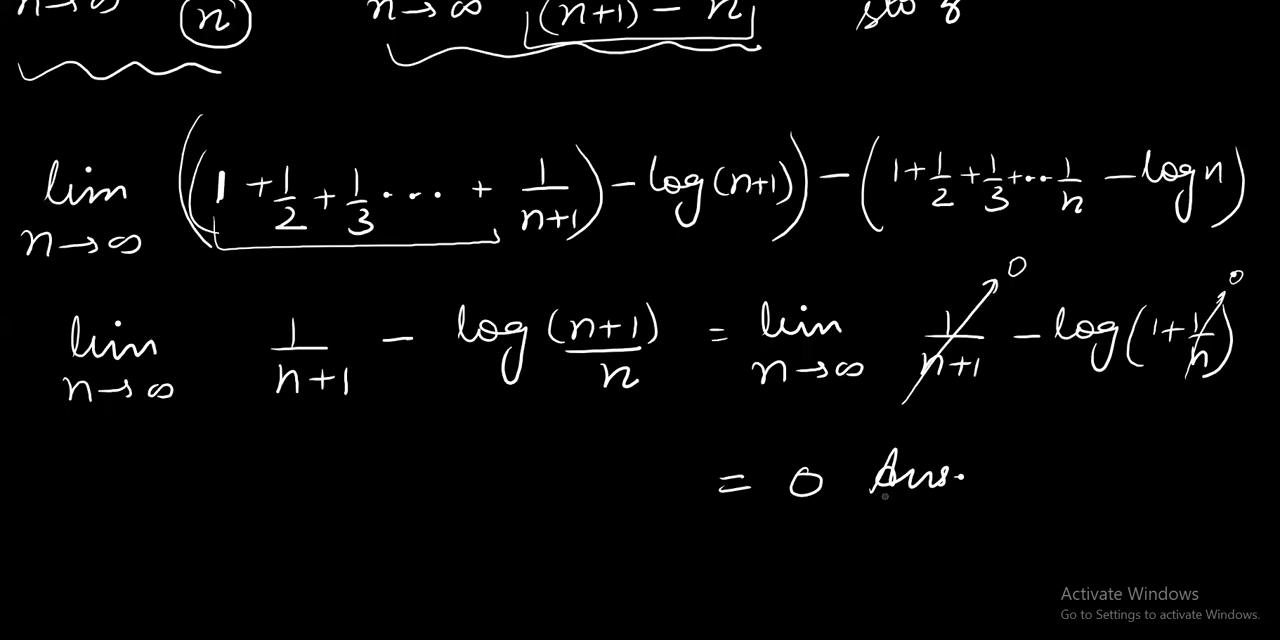 n→∞ (n) n→∞ (n+1) - n
lim n→∞ ((1 + 1/2 + 1/3 ... + 1/(n+1)) - log(n+1)) - (1 + 1/2 + 1/3 + ... 1/n - log n)
lim n→∞ 1/(n+1) - log (n+1)/n = lim n→∞ 1/(n+1) 0 - log(1 + 1/n) 0
= 0 Ans.
Activate Windows
Go to Settings to activate Windows.